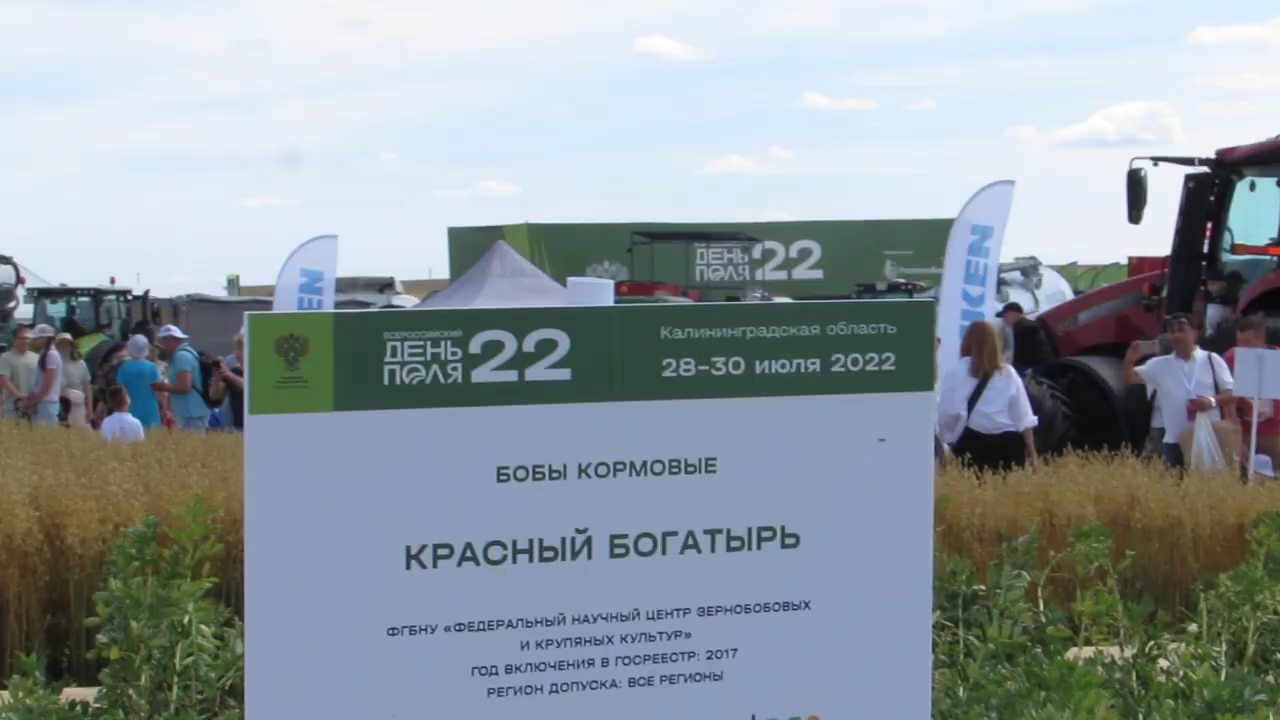 ДЕНЬ
ПОЛЯ 22
ВСЕРОССИЙСКИЙ
ДЕНЬ
ПОЛЯ 22
Калининградская область
28-30 июля 2022
БОБЫ КОРМОВЫЕ
КРАСНЫЙ БОГАТЫРЬ
ФГБНУ «ФЕДЕРАЛЬНЫЙ НАУЧНЫЙ ЦЕНТР ЗЕРНОБОБОВЫХ
И КРУПЯНЫХ КУЛЬТУР»
ГОД ВКЛЮЧЕНИЯ В ГОСРЕЕСТР: 2017
РЕГИОН ДОПУСКА: ВСЕ РЕГИОНЫ